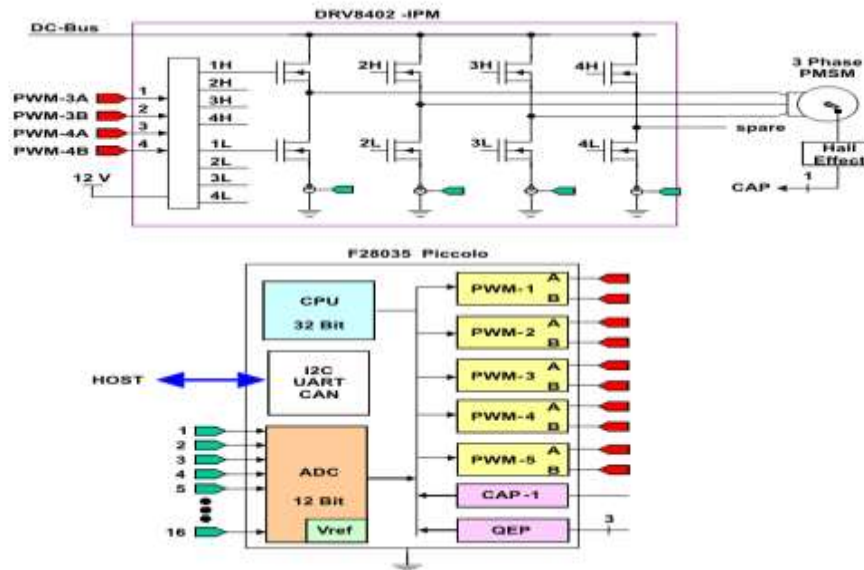 DRV8402 -IPM
DC-Bus
1H
2H
3H
4H
2H
3H
4H
3 Phase
PMSM
PWM-3A 1
PWM-3B 2
PWM-4A 3
PWM-4B 4
1L
2L
3L
4L
2L
3L
4L
spare
Hall
Effect
12 V
CAP
1
F28035 Piccolo
CPU
32 Bit
PWM-1 A
B
PWM-2 A
B
HOST
I2C
UART
CAN
PWM-3 A
B
PWM-4 A
B
1
2
3
4
5
16
ADC
12 Bit
Vref
PWM-5 A
B
CAP-1
QEP
3